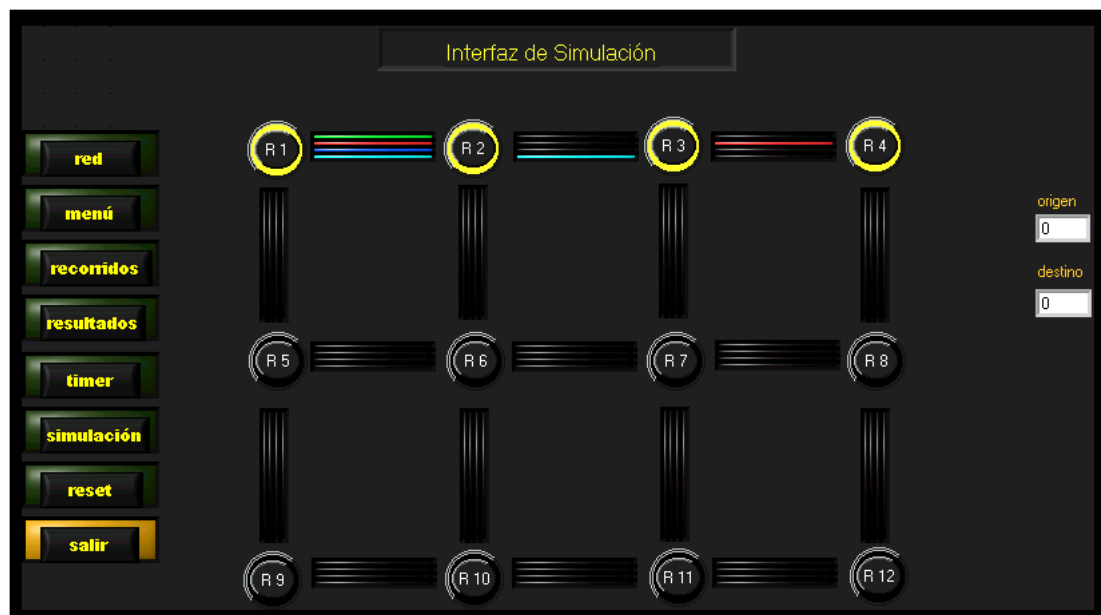 Interfaz de Simulación
red
menú
recorridos
resultados
timer
simulación
reset
salir
R 1
R 2
R 3
R 4
R 5
R 6
R 7
R 8
R 9
R 10
R 11
R 12
origen
0
destino
0